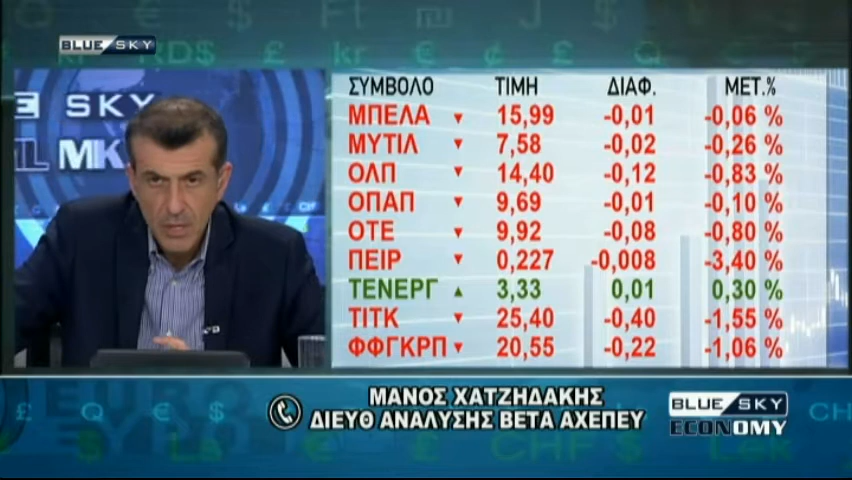 BLUE SKY
SKY
ΣΥΜΒΟΛΟ ΤΙΜΗ ΔΙΑΦ. ΜΕΤ.%
ΜΠΕΛΑ ▼ 15,99 -0,01 -0,06 %
ΜΥΤΙΛ ▼ 7,58 -0,02 -0,26 %
ΟΛΠ ▼ 14,40 -0,12 -0,83 %
ΟΠΑΠ ▼ 9,69 -0,01 -0,10 %
ΟΤΕ ▼ 9,92 -0,08 -0,80 %
ΠΕΙΡ ▼ 0,227 -0,008 -3,40 %
ΤΕΝΕΡΓ ▲ 3,33 0,01 0,30 %
ΤΙΤΚ ▼ 25,40 -0,40 -1,55 %
ΦΦΓΚΡΠ ▼ 20,55 -0,22 -1,06 %
ΜΑΝΟΣ ΧΑΤΖΗΔΑΚΗΣ
ΔΙΕΥΘ ΑΝΑΛΥΣΗΣ ΒΕΤΑ ΑΧΕΠΕΥ
BLUE SKY
ECONOMY